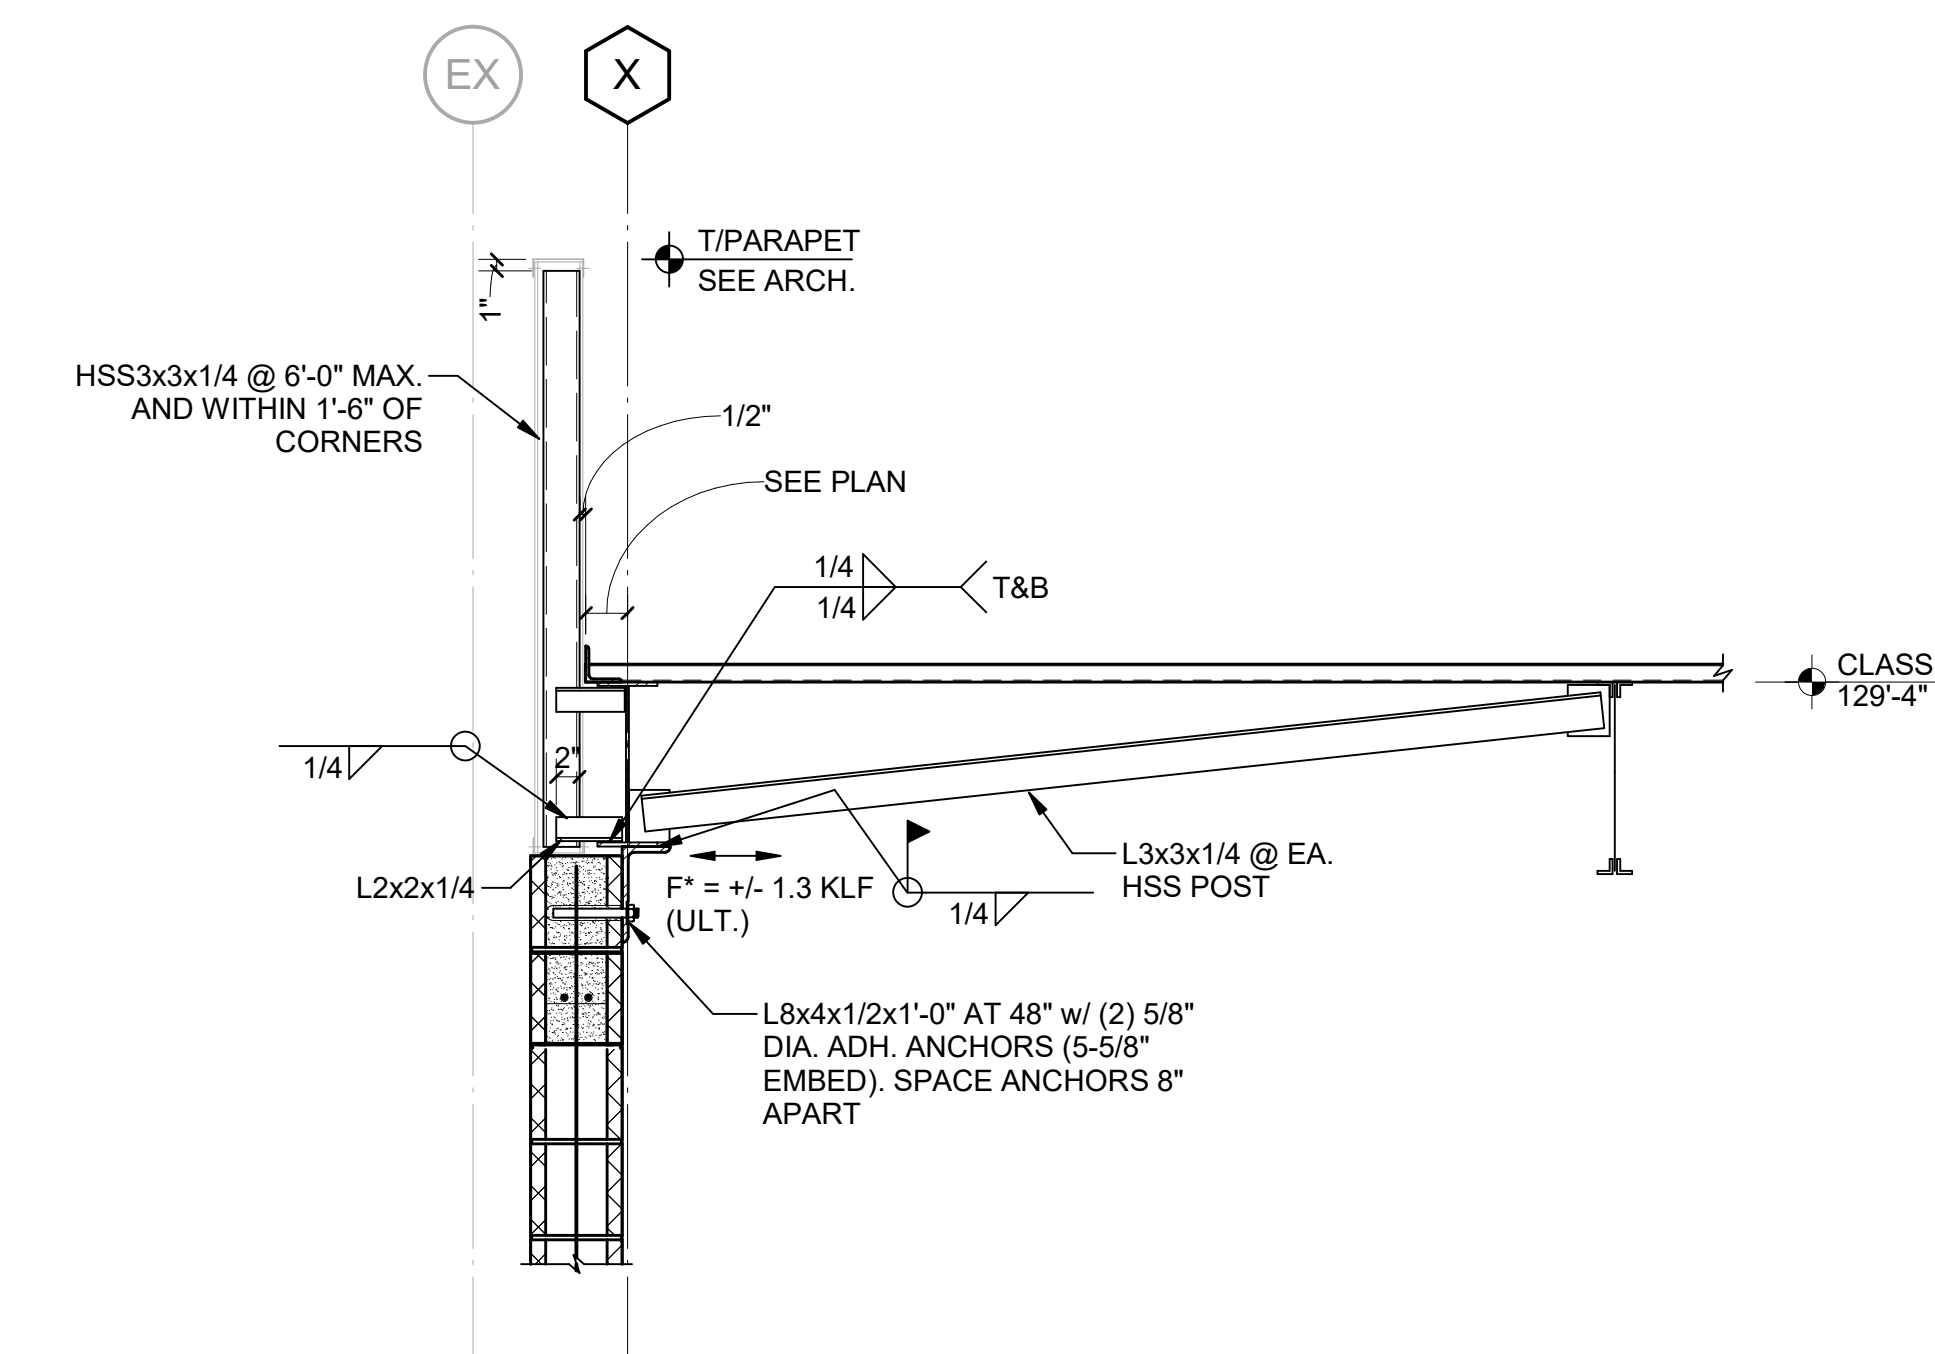 EX
X
T/PARAPET
SEE ARCH.
1"
HSS3x3x1/4 @ 6'-0" MAX.
AND WITHIN 1'-6" OF
CORNERS
1/2"
SEE PLAN
1/4
1/4
T&B
CLASS
129'-4"
1/4
2"
L2x2x1/4
F* = +/- 1.3 KLF
(ULT.)
1/4
L3x3x1/4 @ EA.
HSS POST
L8x4x1/2x1'-0" AT 48" w/ (2) 5/8"
DIA. ADH. ANCHORS (5-5/8"
EMBED). SPACE ANCHORS 8"
APART